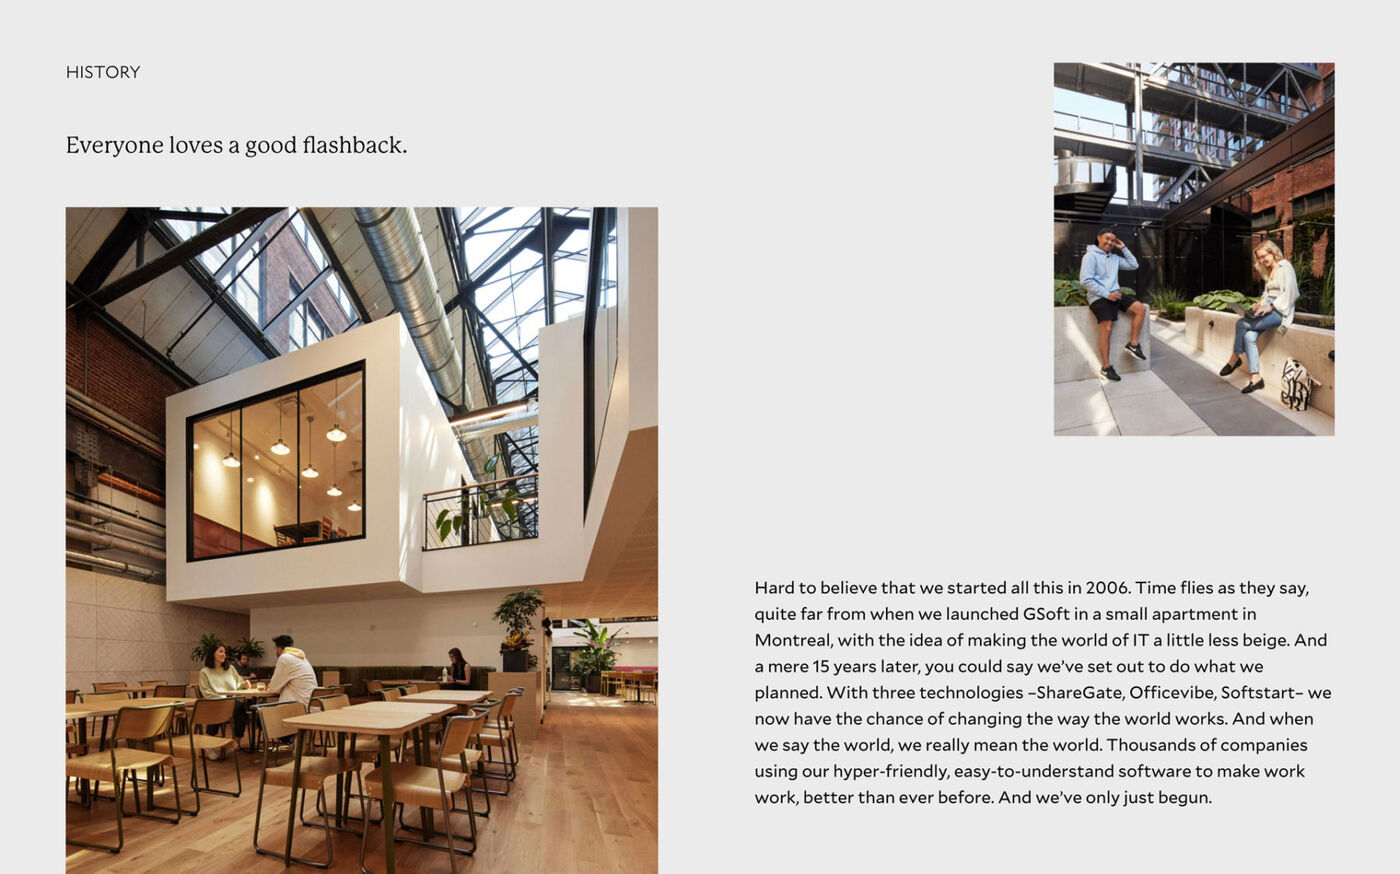 HISTORY
Everyone loves a good flashback.
Hard to believe that we started all this in 2006. Time flies as they say,
quite far from when we launched GSoft in a small apartment in
Montreal, with the idea of making the world of IT a little less beige. And
a mere 15 years later, you could say we’ve set out to do what we
planned. With three technologies –ShareGate, Officevibe, Softstart– we
now have the chance of changing the way the world works. And when
we say the world, we really mean the world. Thousands of companies
using our hyper-friendly, easy-to-understand software to make work
work, better than ever before. And we’ve only just begun.